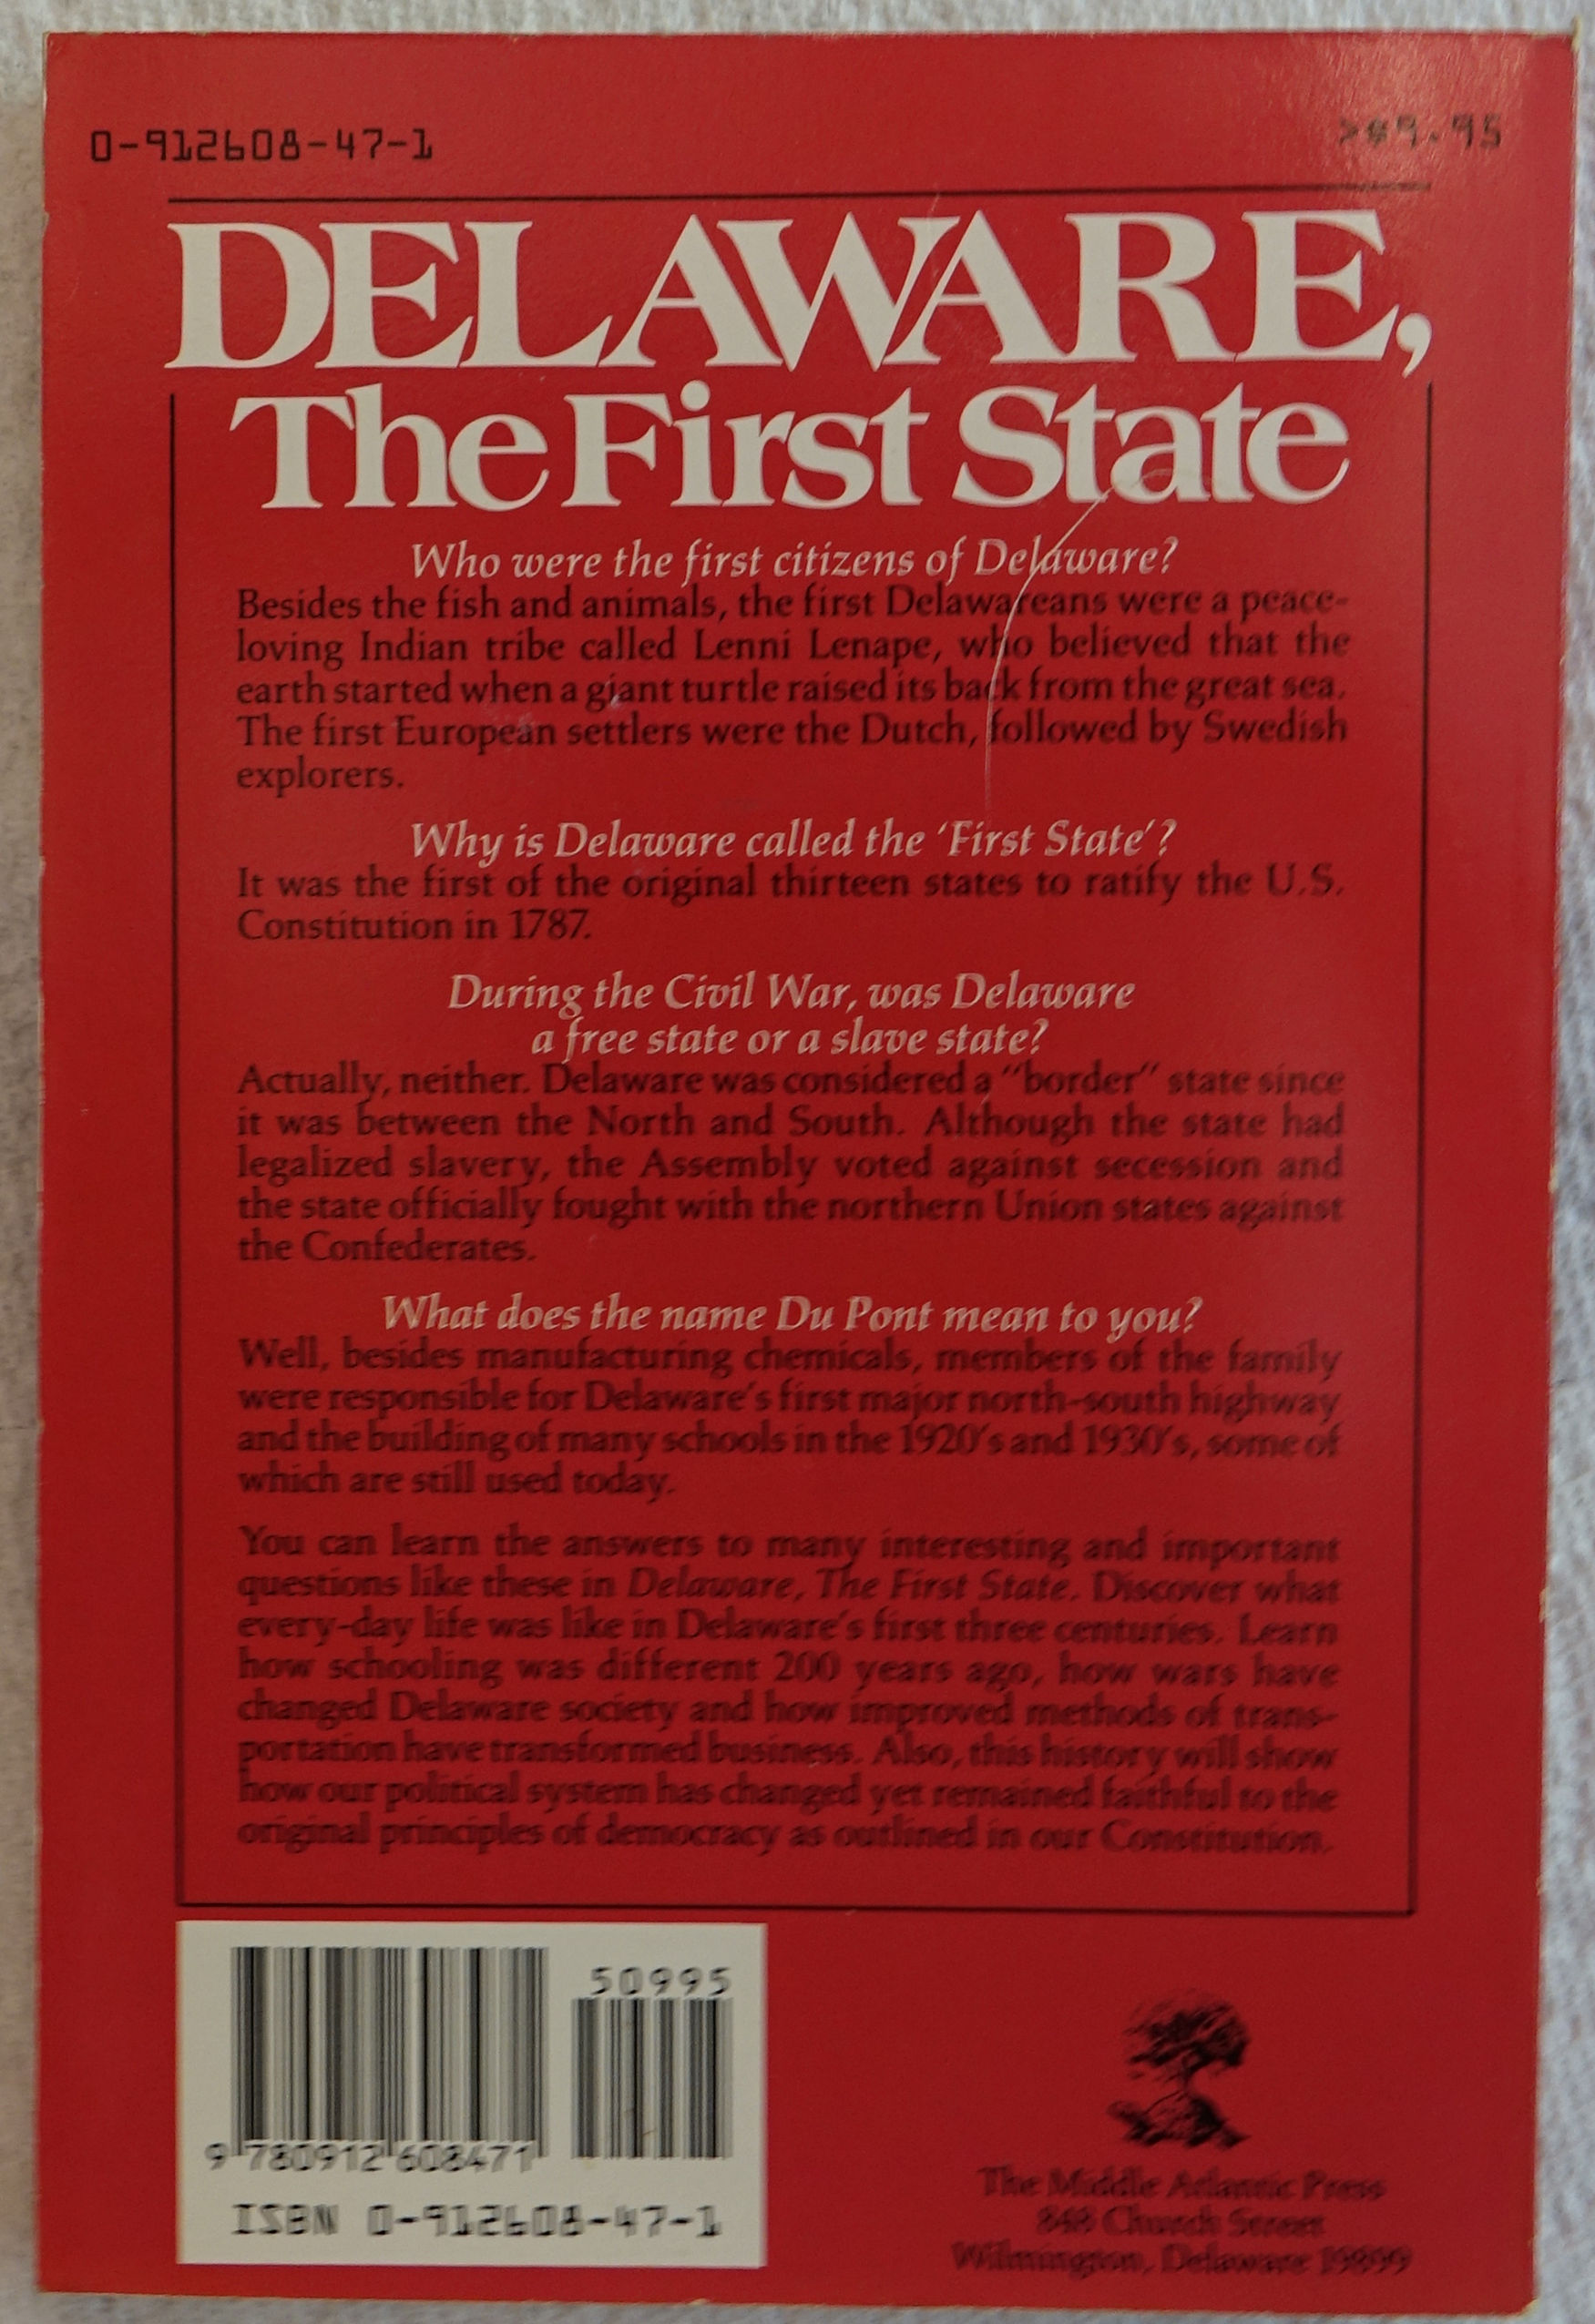 0-912608-47-1
>$9.95
DELAWARE,
The First State
Who were the first citizens of Delaware?
Besides the fish and animals, the first Delawareans were a peace-
loving Indian tribe called Lenni Lenape, who believed that the
earth started when a giant turtle raised its back from the great sea.
The first European settlers were the Dutch, followed by Swedish
explorers.
Why is Delaware called the 'First State'?
It was the first of the original thirteen states to ratify the U.S.
Constitution in 1787.
During the Civil War, was Delaware
a free state or a slave state?
Actually, neither. Delaware was considered a "border" state since
it was between the North and South. Although the state had
legalized slavery, the Assembly voted against secession and
the state officially fought with the northern Union states against
the Confederates.
What does the name Du Pont mean to you?
Well, besides manufacturing chemicals, members of the family
were responsible for Delaware's first major north-south highway
and the building of many schools in the 1920's and 1930's, some of
which are still used today.
You can learn the answers to many interesting and important
questions like these in Delaware, The First State. Discover what
every-day life was like in Delaware's first three centuries. Learn
how schooling was different 200 years ago, how wars have
changed Delaware society and how improved methods of trans-
portation have transformed business. Also, this history will show
how our political system has changed yet remained faithful to the
original principles of democracy as outlined in our Constitution.
50995
9 780912 608471
ISBN 0-912608-47-1
The Middle Atlantic Press
848 Church Street
Wilmington, Delaware 19899